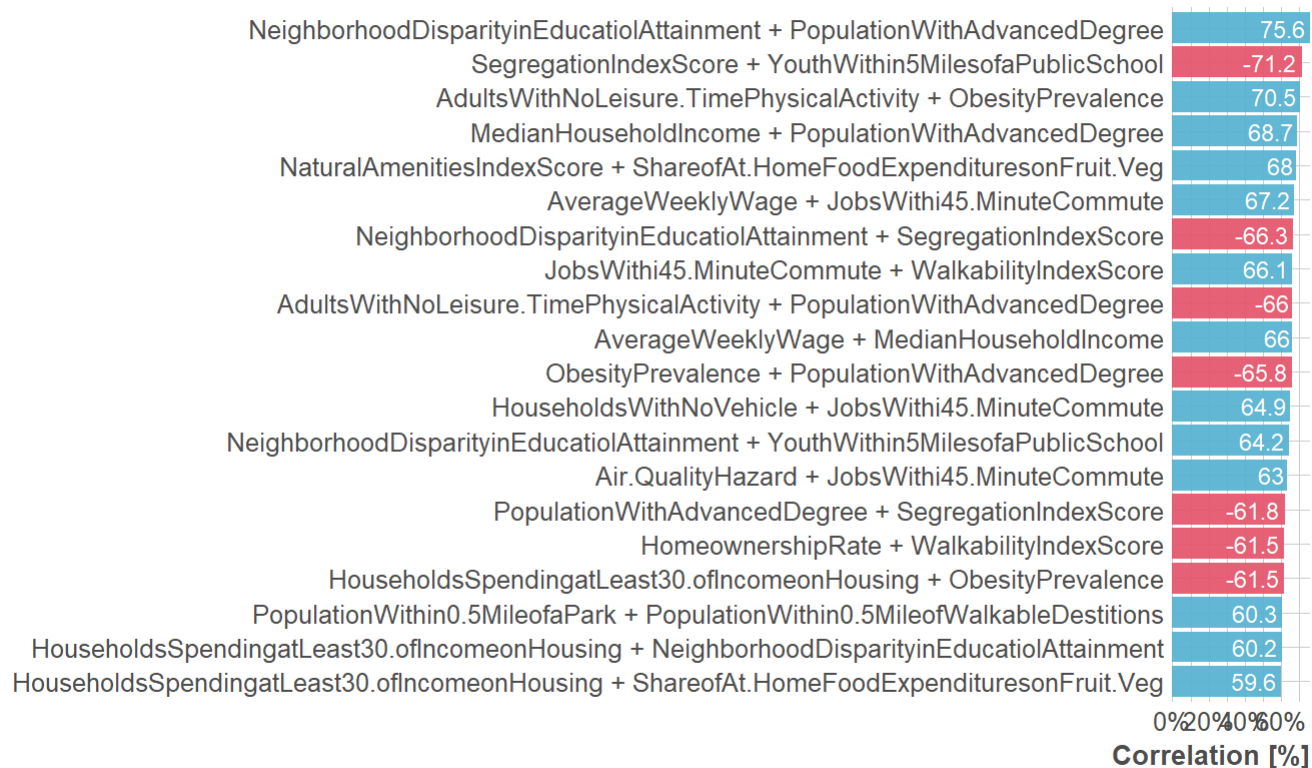 NeighborhoodDisparityinEducatiolAttainment + PopulationWithAdvancedDegree 75.6
SegregationIndexScore + YouthWithin5MilesofaPublicSchool -71.2
AdultsWithNoLeisure.TimePhysicalActivity + ObesityPrevalence 70.5
MedianHouseholdIncome + PopulationWithAdvancedDegree 68.7
NaturalAmenitiesIndexScore + ShareofAt.HomeFoodExpendituresonFruit.Veg 68
AverageWeeklyWage + JobsWithi45.MinuteCommute 67.2
NeighborhoodDisparityinEducatiolAttainment + SegregationIndexScore -66.3
JobsWithi45.MinuteCommute + WalkabilityIndexScore 66.1
AdultsWithNoLeisure.TimePhysicalActivity + PopulationWithAdvancedDegree -66
AverageWeeklyWage + MedianHouseholdIncome 66
ObesityPrevalence + PopulationWithAdvancedDegree -65.8
HouseholdsWithNoVehicle + JobsWithi45.MinuteCommute 64.9
NeighborhoodDisparityinEducatiolAttainment + YouthWithin5MilesofaPublicSchool 64.2
Air.QualityHazard + JobsWithi45.MinuteCommute 63
PopulationWithAdvancedDegree + SegregationIndexScore -61.8
HomeownershipRate + WalkabilityIndexScore -61.5
HouseholdsSpendingatLeast30.ofIncomeonHousing + ObesityPrevalence -61.5
PopulationWithin0.5MileofaPark + PopulationWithin0.5MileofWalkableDestitions 60.3
HouseholdsSpendingatLeast30.ofIncomeonHousing + NeighborhoodDisparityinEducatiolAttainment 60.2
HouseholdsSpendingatLeast30.ofIncomeonHousing + ShareofAt.HomeFoodExpendituresonFruit.Veg 59.6
0% 20% 40% 60%
Correlation [%]